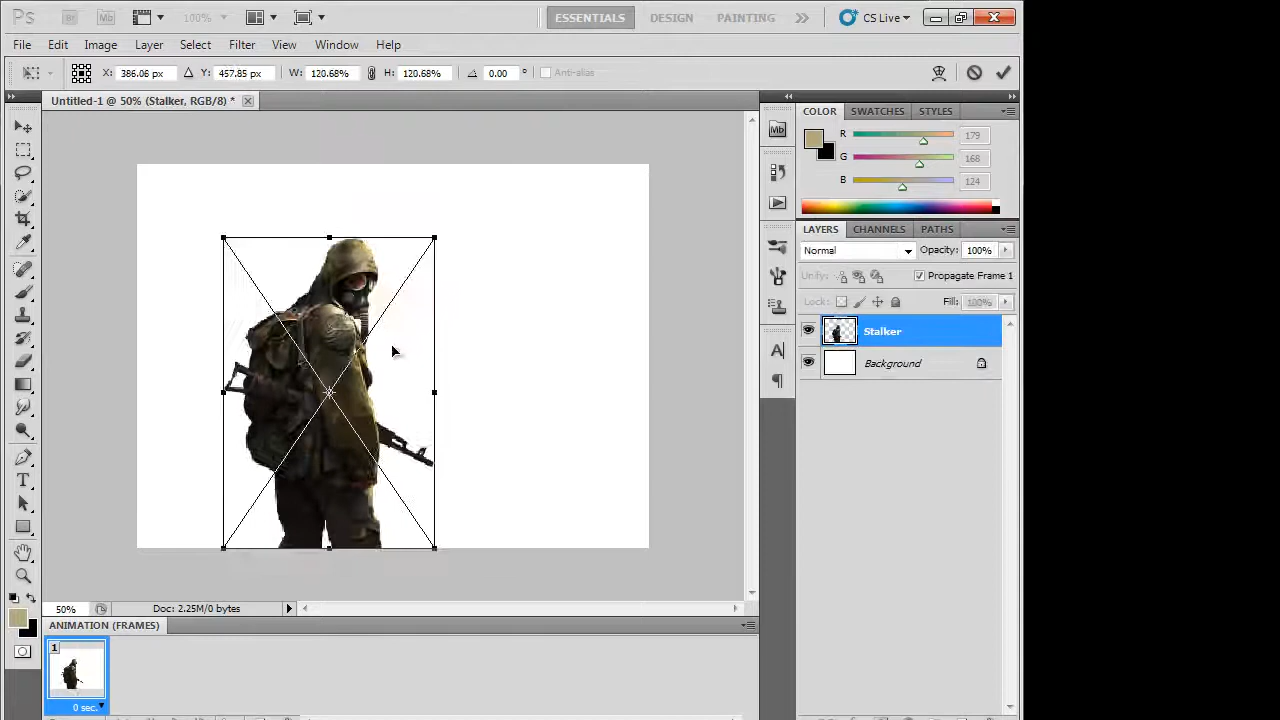 Ps Br Mb 100% ESSENTIALS DESIGN PAINTING CS Live
File Edit Image Layer Select Filter View Window Help
X: 386.06 px Y: 457.85 px W: 120.68% H: 120.68% 0.00 ° Anti-alias
Untitled-1 @ 50% (Stalker, RGB/8) *
COLOR SWATCHES STYLES
Mb
R 179
G 168
B 124
LAYERS CHANNELS PATHS
Normal Opacity: 100%
Unify: Propagate Frame 1
Lock: Fill: 100%
Stalker
Background
50% Doc: 2.25M/0 bytes
ANIMATION (FRAMES)
1
0 sec.